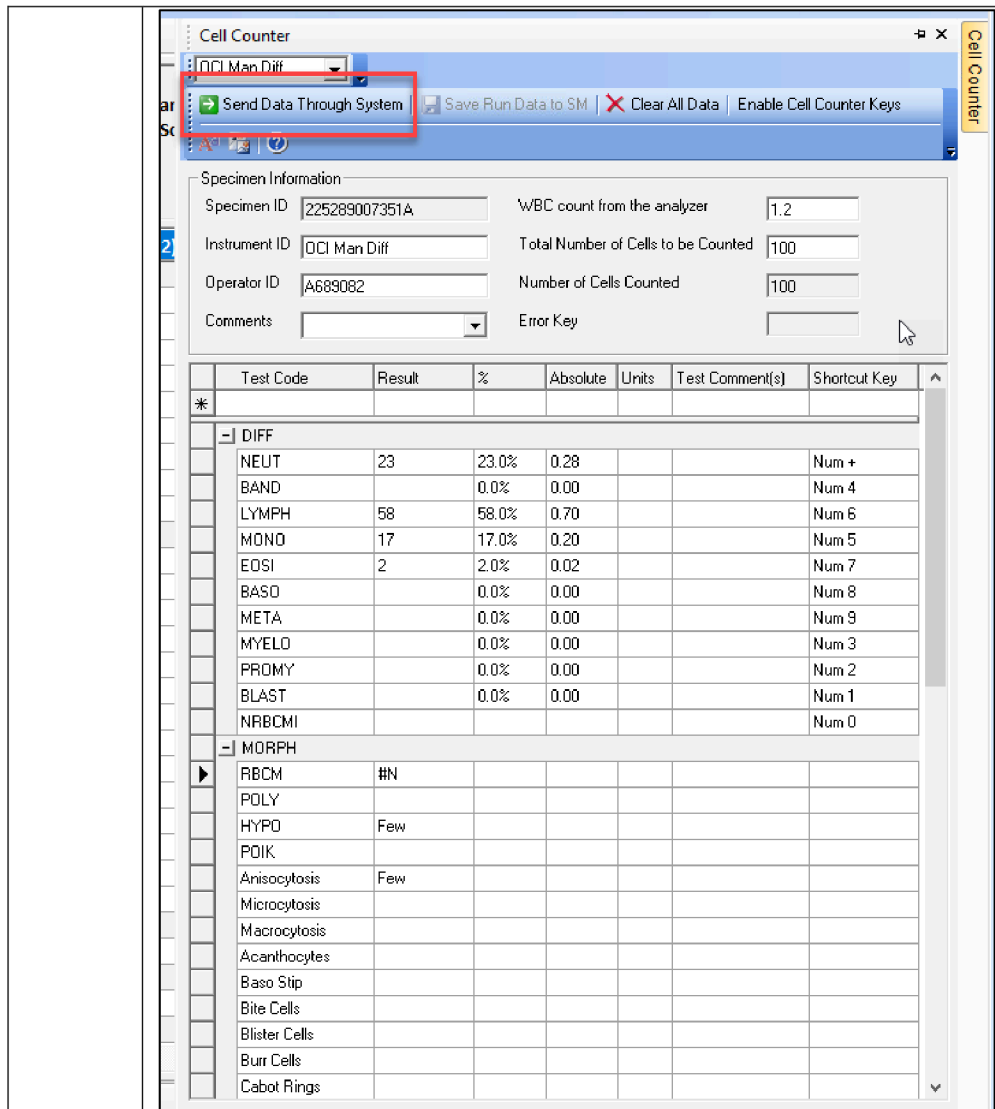 Cell Counter
Cell Counter
OCI Man Diff
Send Data Through System Save Run Data to SM Clear All Data Enable Cell Counter Keys
Specimen Information
Specimen ID 225289007351A WBC count from the analyzer 1.2
Instrument ID OCI Man Diff Total Number of Cells to be Counted 100
Operator ID A689082 Number of Cells Counted 100
Comments Error Key
Test Code Result % Absolute Units Test Comment(s) Shortcut Key
DIFF
NEUT 23 23.0% 0.28 Num +
BAND 0.0% 0.00 Num 4
LYMPH 58 58.0% 0.70 Num 6
MONO 17 17.0% 0.20 Num 5
EOSI 2 2.0% 0.02 Num 7
BASO 0.0% 0.00 Num 8
META 0.0% 0.00 Num 9
MYELO 0.0% 0.00 Num 3
PROMY 0.0% 0.00 Num 2
BLAST 0.0% 0.00 Num 1
NRBCMI Num 0
MORPH
RBCM #N
POLY
HYPO Few
POIK
Anisocytosis Few
Microcytosis
Macrocytosis
Acanthocytes
Baso Stip
Bite Cells
Blister Cells
Burr Cells
Cabot Rings